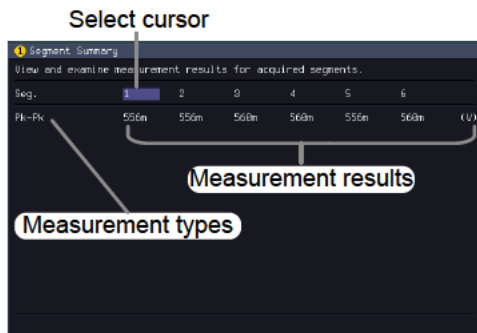 Select cursor
1 Segment Summary
View and examine measurement results for acquired segments.
Seg. 1 2 3 4 5 6
Pk-Pk 556m 556m 560m 560m 556m 560m (V)
Measurement results
Measurement types